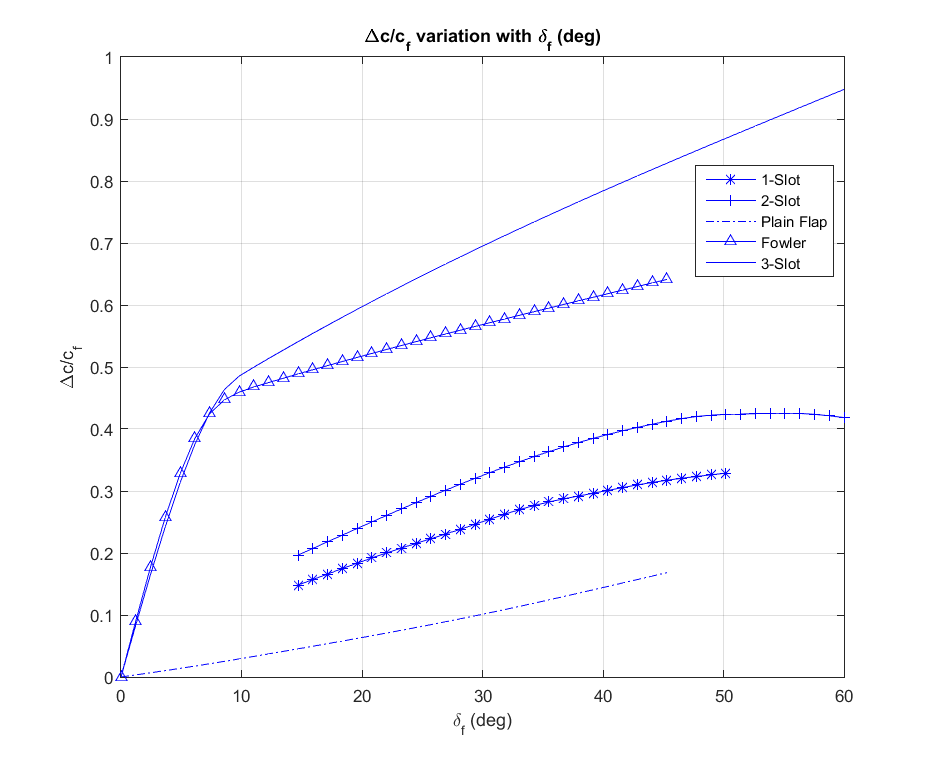 Δc/c_f variation with δ_f (deg)
1
0.9
0.8
0.7
0.6
0.5
0.4
0.3
0.2
0.1
0
Δc/c_f
1-Slot
2-Slot
Plain Flap
Fowler
3-Slot
0 10 20 30 40 50 60
δ_f (deg)